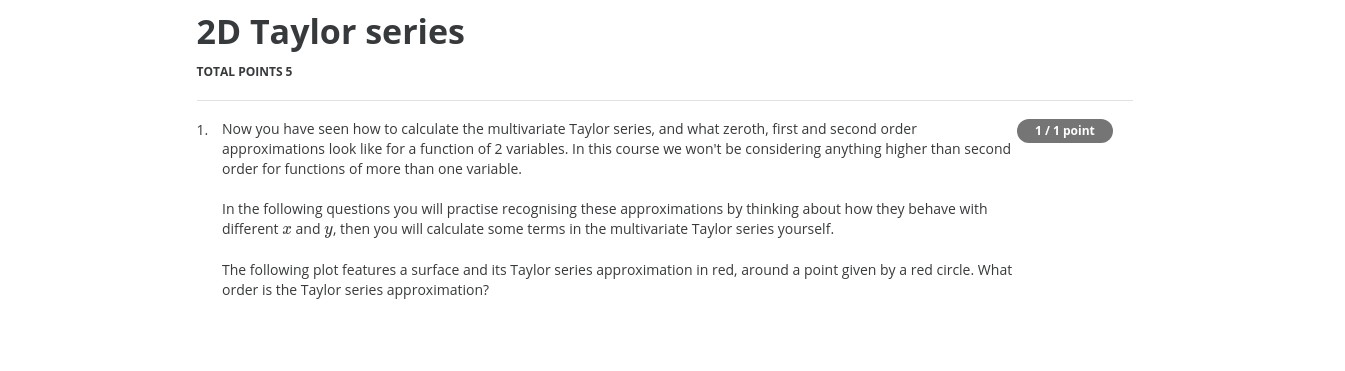 2D Taylor series
TOTAL POINTS 5
1. Now you have seen how to calculate the multivariate Taylor series, and what zeroth, first and second order
1 / 1 point
approximations look like for a function of 2 variables. In this course we won't be considering anything higher than second
order for functions of more than one variable.
In the following questions you will practise recognising these approximations by thinking about how they behave with
different x and y, then you will calculate some terms in the multivariate Taylor series yourself.
The following plot features a surface and its Taylor series approximation in red, around a point given by a red circle. What
order is the Taylor series approximation?